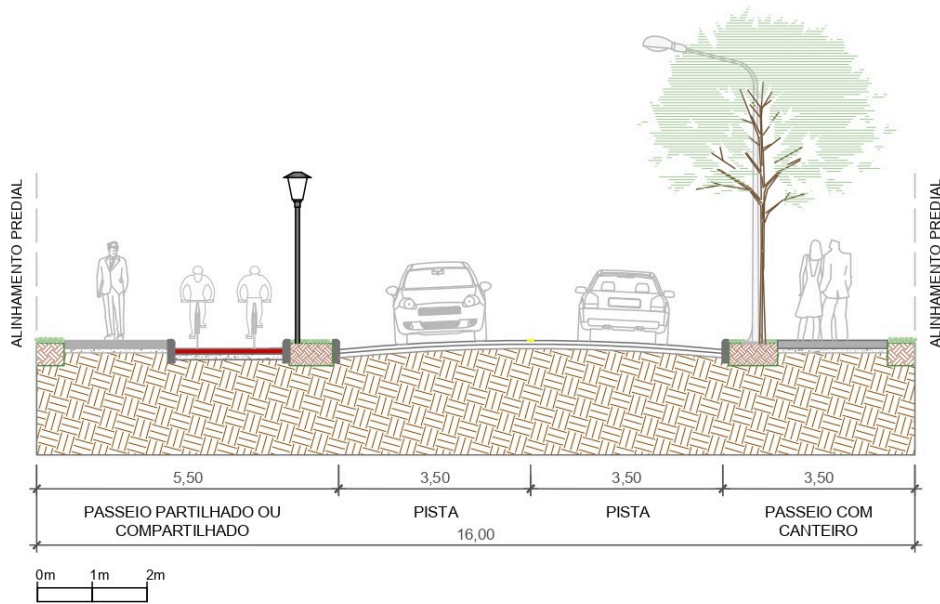 ALINHAMENTO PREDIAL
ALINHAMENTO PREDIAL
5,50
3,50
3,50
3,50
PASSEIO PARTILHADO OU
COMPARTILHADO
PISTA
PISTA
PASSEIO COM
CANTEIRO
16,00
0m
1m
2m